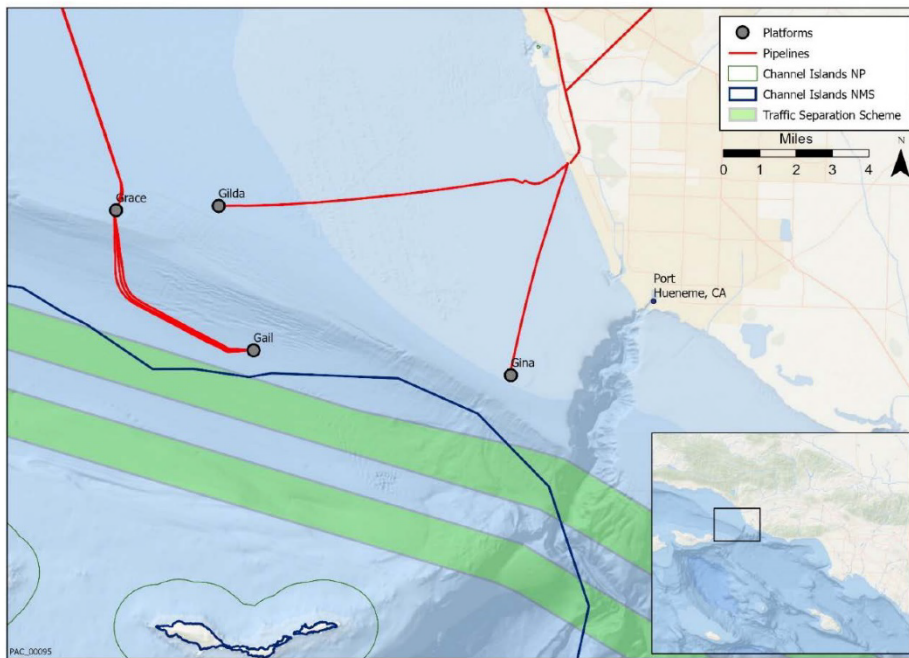 Platforms
Pipelines
Channel Islands NP
Channel Islands NMS
Traffic Separation Scheme
Miles
0 1 2 3 4
N
Grace
Gilda
Port
Hueneme, CA
Gail
Gina
PAC_00095